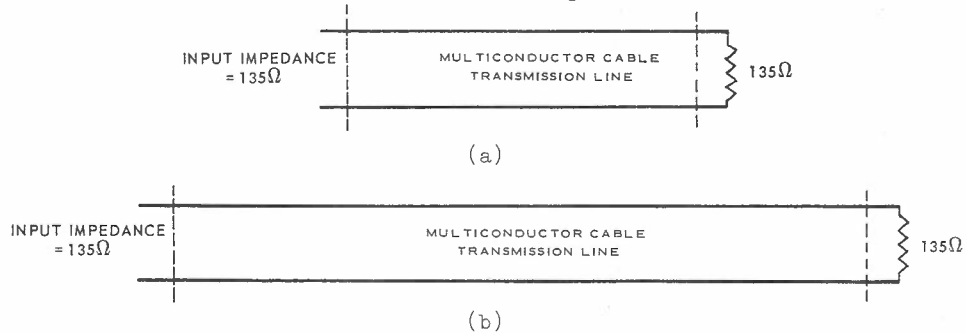 INPUT IMPEDANCE
= 135Ω
MULTICONDUCTOR CABLE
TRANSMISSION LINE
135Ω
(a)
INPUT IMPEDANCE
= 135Ω
MULTICONDUCTOR CABLE
TRANSMISSION LINE
135Ω
(b)